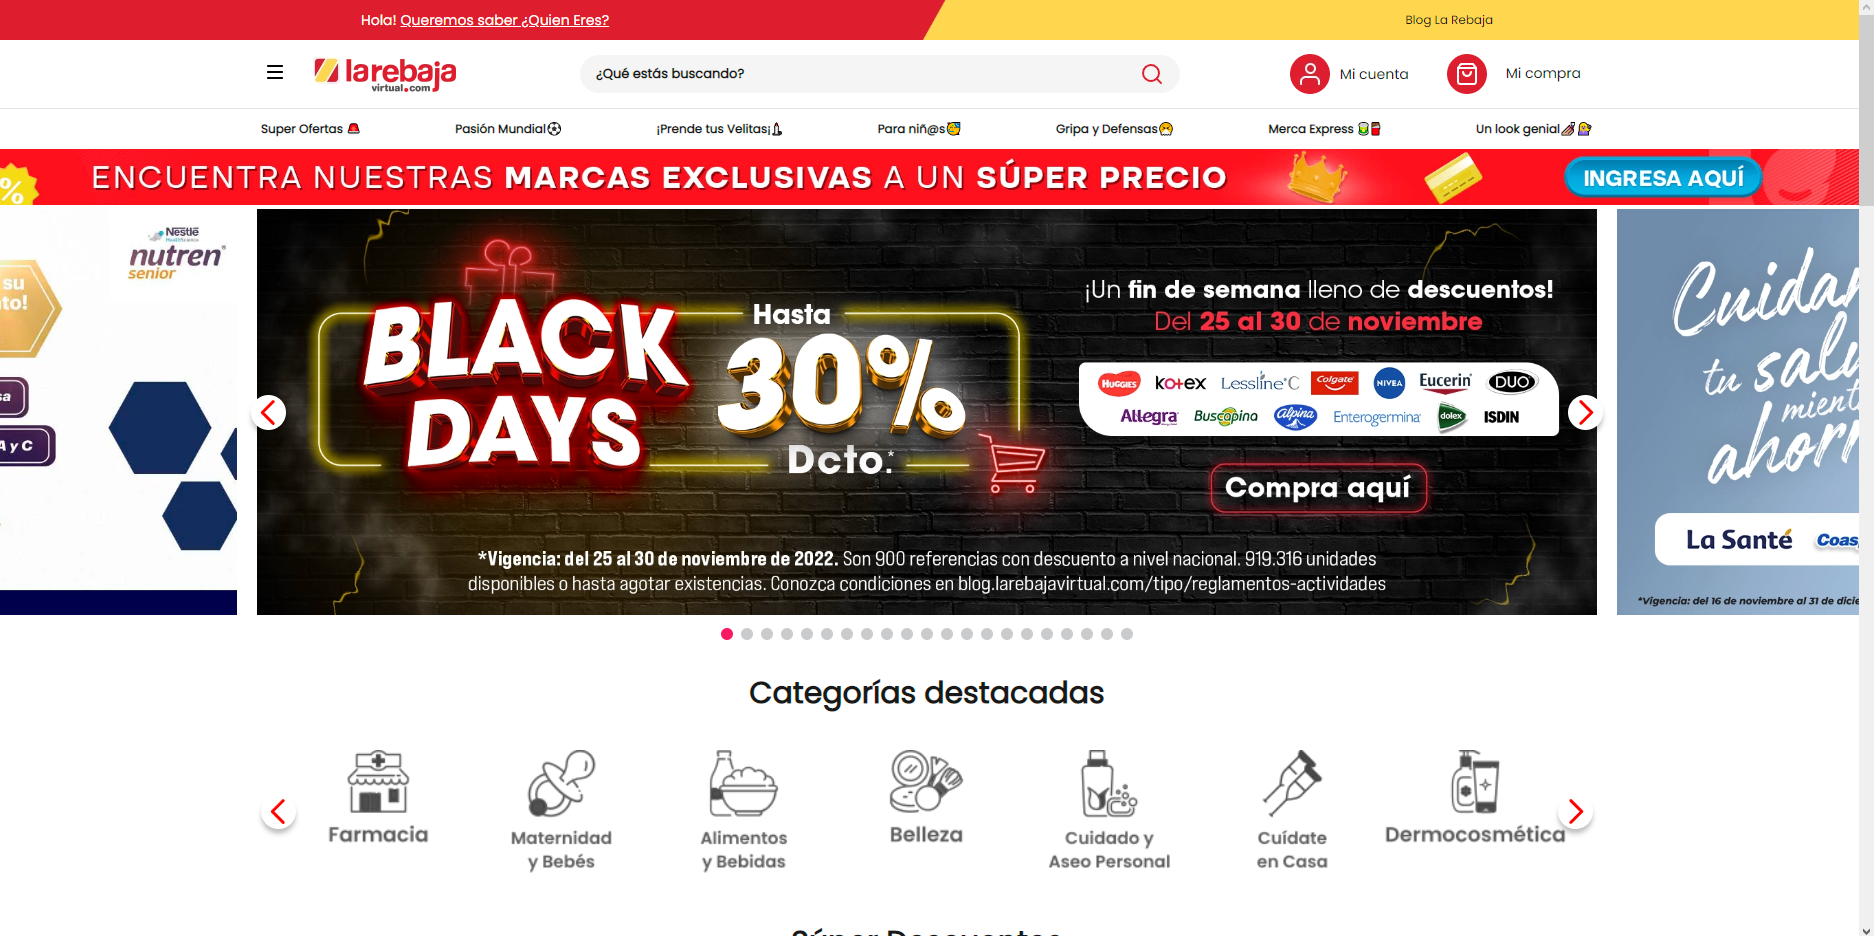 Hola! Queremos saber ¿Quien Eres?
Blog La Rebaja
larebaja
virtual.com
¿Qué estás buscando?
Mi cuenta
Mi compra
Super Ofertas
Pasión Mundial
¡Prende tus Velitas¡
Para niñ@s
Gripa y Defensas
Merca Express
Un look genial
%
ENCUENTRA NUESTRAS MARCAS EXCLUSIVAS A UN SÚPER PRECIO
INGRESA AQUÍ
Nestlé
HealthScience
nutren
senior
su
to!
sa
A y C
BLACK
DAYS
Hasta
30%
Dcto.*
¡Un fin de semana lleno de descuentos!
Del 25 al 30 de noviembre
HUGGIES kotex Lessline°C Colgate NIVEA Eucerin DUO
Allegra Buscapina Alpina Enterogermina dolex ISDIN
Compra aquí
*Vigencia: del 25 al 30 de noviembre de 2022. Son 900 referencias con descuento a nivel nacional. 919.316 unidades
disponibles o hasta agotar existencias. Conozca condiciones en blog.larebajavirtual.com/tipo/reglamentos-actividades
Cuidar
tu salu
mient
ahorr
La Santé Coas
*Vigencia: del 16 de noviembre al 31 de dicie
Categorías destacadas
Farmacia
Maternidad
y Bebés
Alimentos
y Bebidas
Belleza
Cuidado y
Aseo Personal
Cuídate
en Casa
Dermocosmética
Súper Descuentos